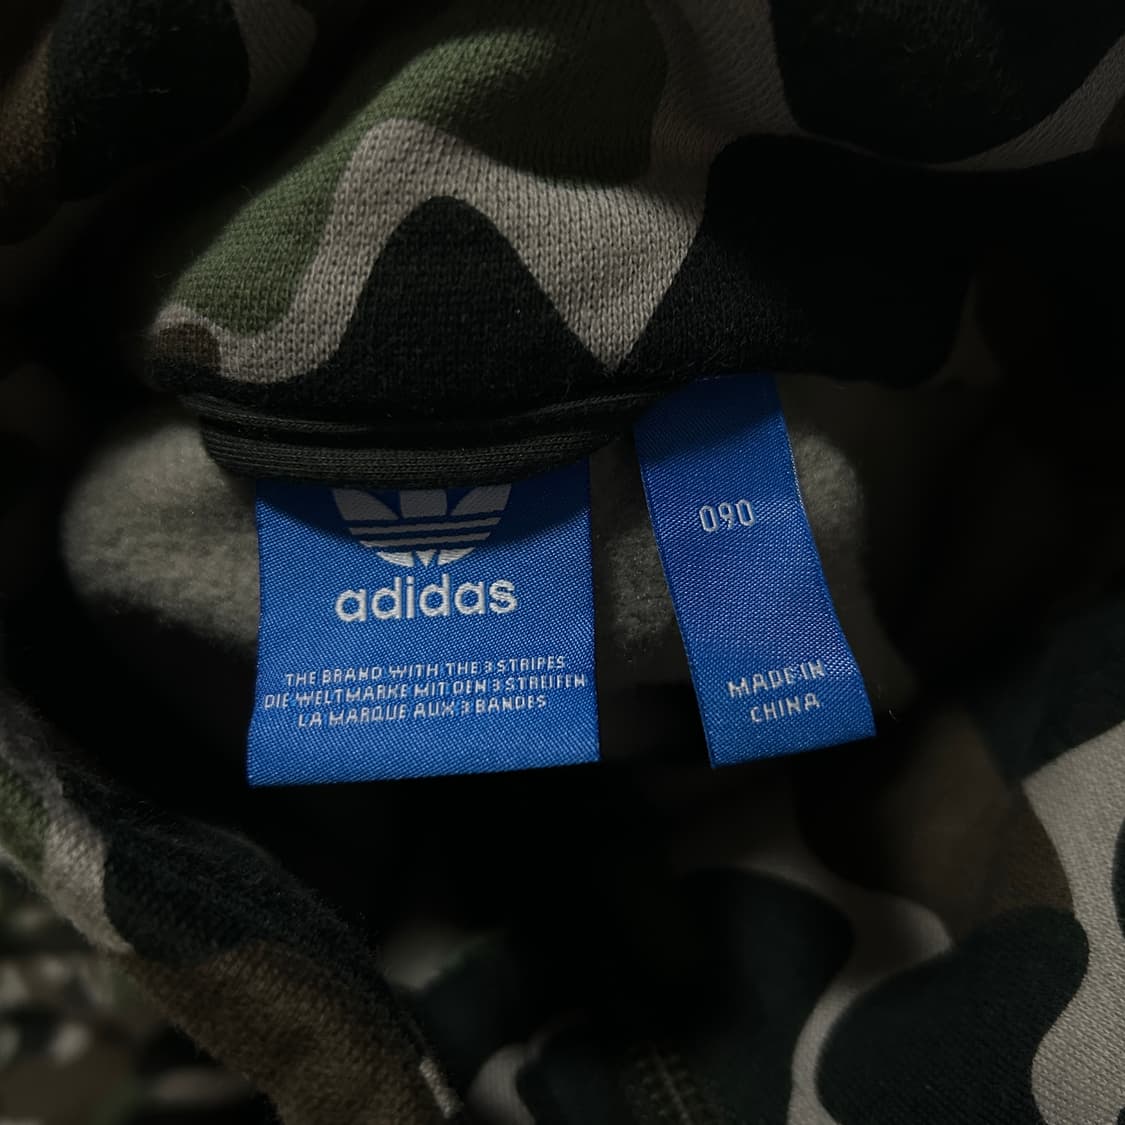 adidas
THE BRAND WITH THE 3 STRIPES
DIE WELTMARKE MIT DEN 3 STREIFEN
LA MARQUE AUX 3 BANDES
090
MADE IN
CHINA